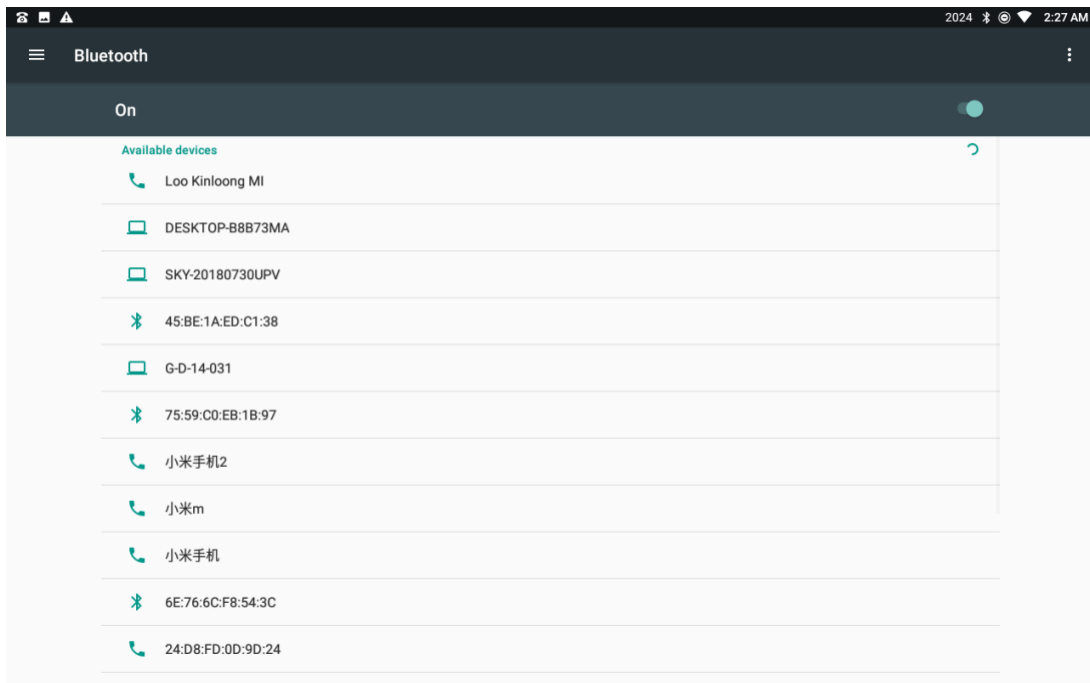 2024 2:27 AM
Bluetooth
On
Available devices
Loo Kinloong MI
DESKTOP-B8B73MA
SKY-20180730UPV
45:BE:1A:ED:C1:38
G-D-14-031
75:59:C0:EB:1B:97
小米手机2
小米m
小米手机
6E:76:6C:F8:54:3C
24:D8:FD:0D:9D:24